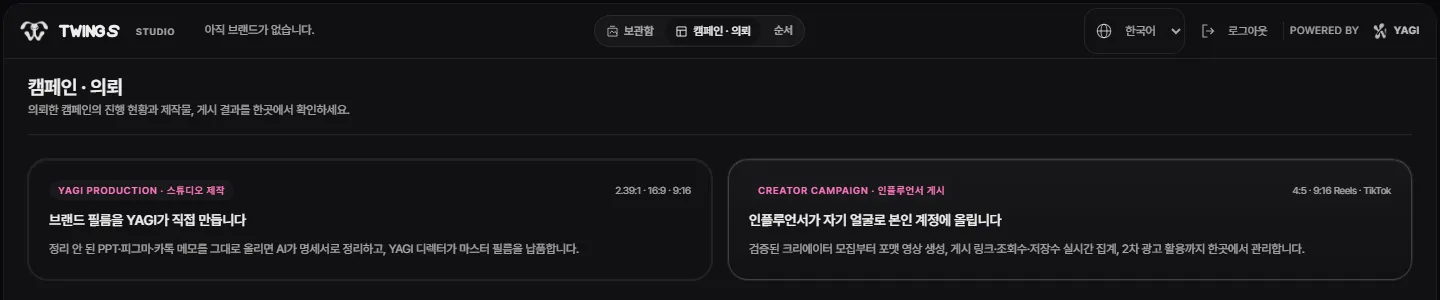 TWINGS STUDIO 아직 브랜드가 없습니다. 보관함 캠페인 · 의뢰 순서 한국어 로그아웃 POWERED BY YAGI
캠페인 · 의뢰
의뢰한 캠페인의 진행 현황과 제작물, 게시 결과를 한곳에서 확인하세요.
YAGI PRODUCTION · 스튜디오 제작 2.39:1 · 16:9 · 9:16
브랜드 필름을 YAGI가 직접 만듭니다
정리 안 된 PPT·피그마·카톡 메모를 그대로 올리면 AI가 명세서로 정리하고, YAGI 디렉터가 마스터 필름을 납품합니다.
CREATOR CAMPAIGN · 인플루언서 게시 4:5 · 9:16 Reels · TikTok
인플루언서가 자기 얼굴로 본인 계정에 올립니다
검증된 크리에이터 모집부터 포맷 영상 생성, 게시 링크·조회수·저장수 실시간 집계, 2차 광고 활용까지 한곳에서 관리합니다.